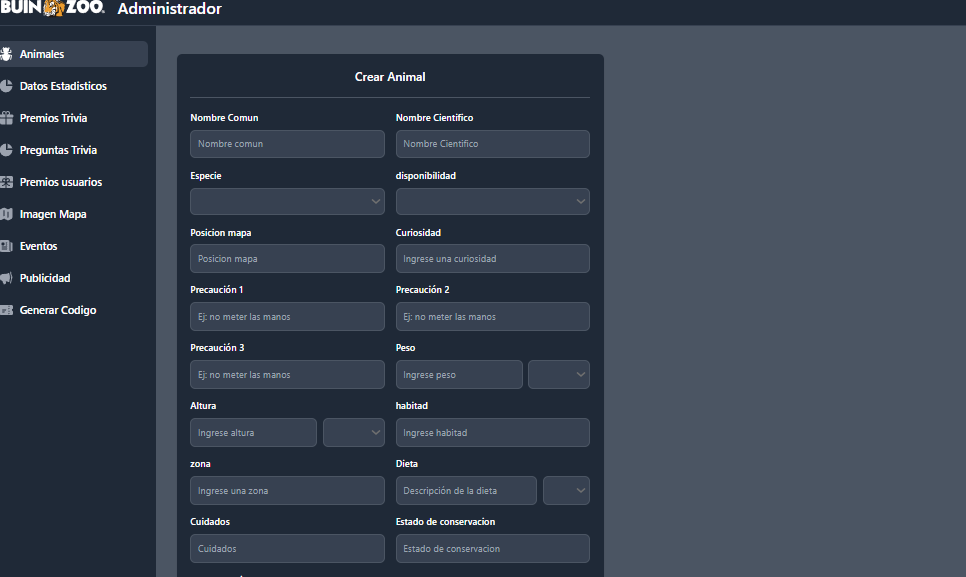 BUIN ZOO Administrador
Animales
Datos Estadisticos
Premios Trivia
Preguntas Trivia
Premios usuarios
Imagen Mapa
Eventos
Publicidad
Generar Codigo
Crear Animal
Nombre Comun Nombre Cientifico
Nombre comun Nombre Cientifico
Especie disponibilidad
Posicion mapa Curiosidad
Posicion mapa Ingrese una curiosidad
Precaución 1 Precaución 2
Ej: no meter las manos Ej: no meter las manos
Precaución 3 Peso
Ej: no meter las manos Ingrese peso
Altura habitad
Ingrese altura Ingrese habitad
zona Dieta
Ingrese una zona Descripción de la dieta
Cuidados Estado de conservacion
Cuidados Estado de conservacion